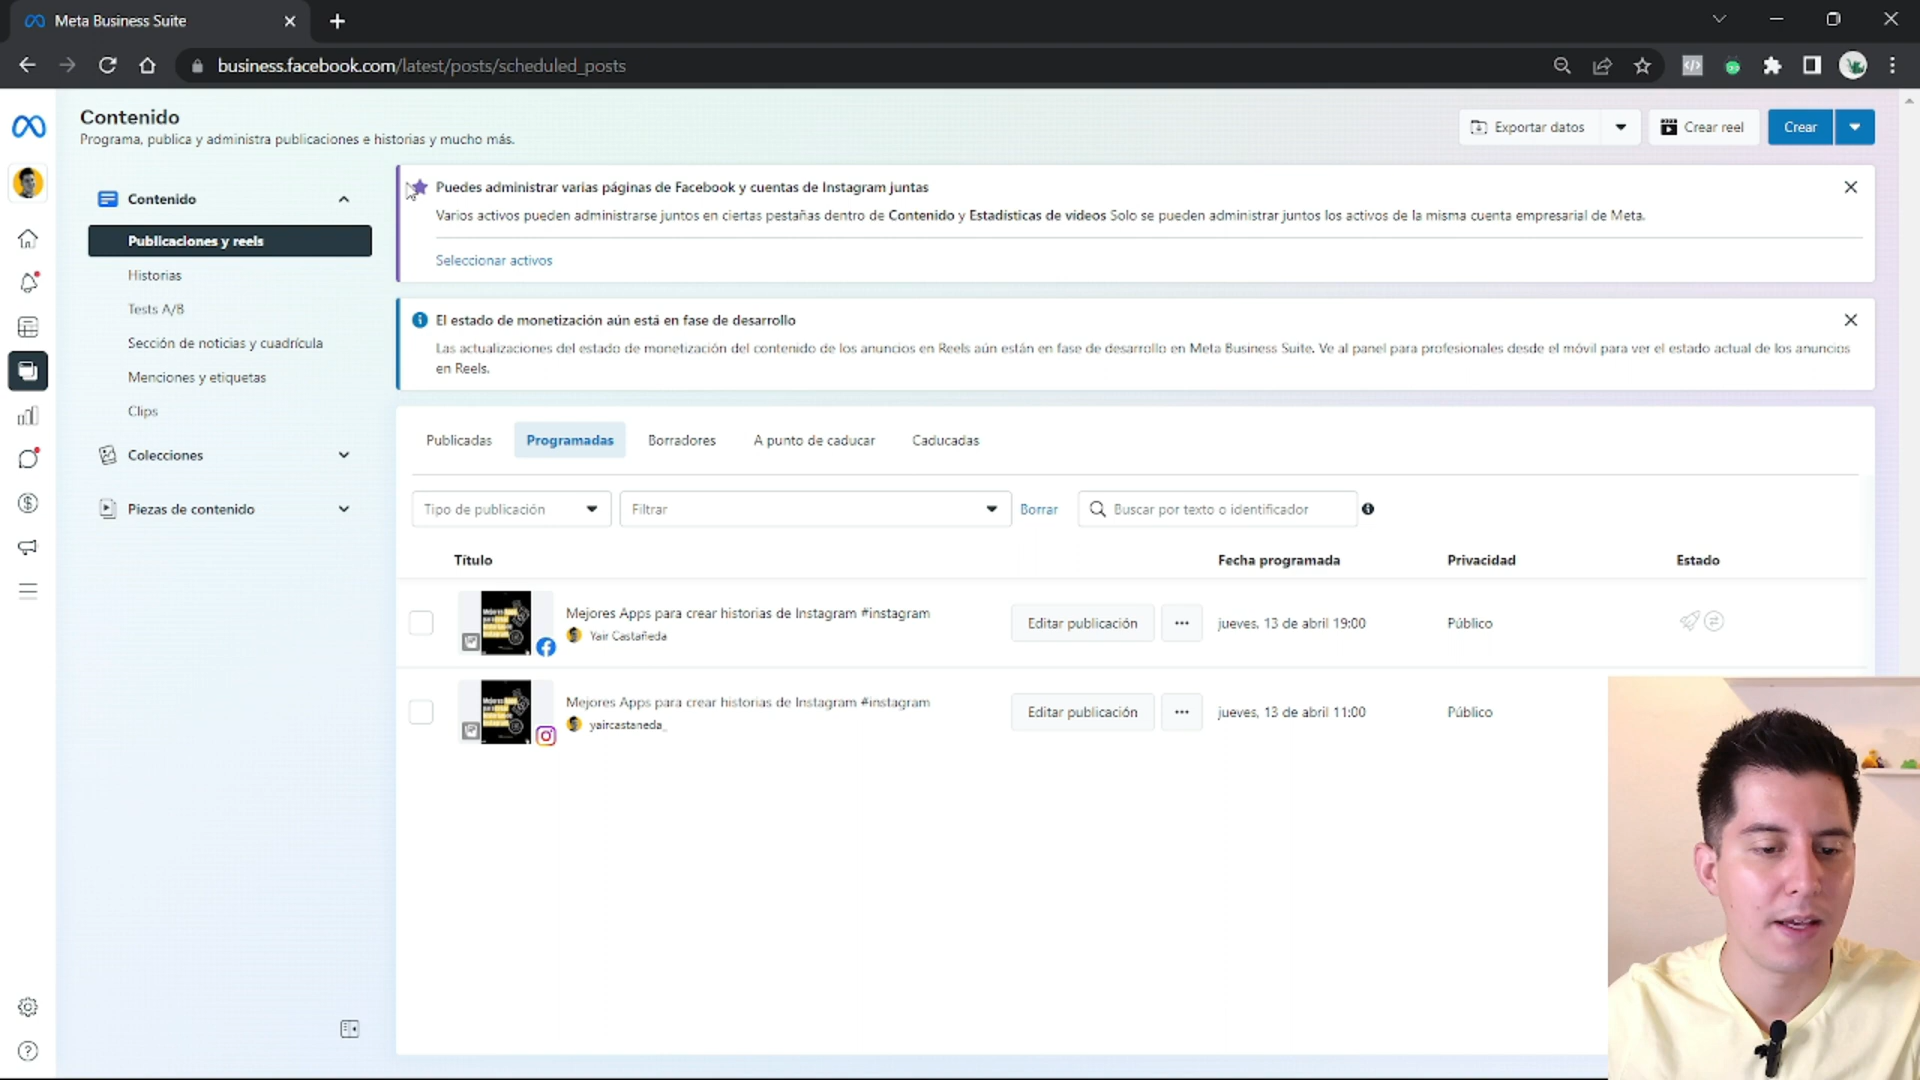 Meta Business Suite
business.facebook.com/latest/posts/scheduled_posts
Contenido
Programa, publica y administra publicaciones e historias y mucho más.
Exportar datos
Crear reel
Crear
Contenido
Publicaciones y reels
Historias
Tests A/B
Sección de noticias y cuadrícula
Menciones y etiquetas
Clips
Colecciones
Piezas de contenido
Puedes administrar varias páginas de Facebook y cuentas de Instagram juntas
Varios activos pueden administrarse juntos en ciertas pestañas dentro de Contenido y Estadísticas de videos Solo se pueden administrar juntos los activos de la misma cuenta empresarial de Meta.
Seleccionar activos
El estado de monetización aún está en fase de desarrollo
Las actualizaciones del estado de monetización del contenido de los anuncios en Reels aún están en fase de desarrollo en Meta Business Suite. Ve al panel para profesionales desde el móvil para ver el estado actual de los anuncios
en Reels.
Publicadas
Programadas
Borradores
A punto de caducar
Caducadas
Tipo de publicación
Filtrar
Borrar
Buscar por texto o identificador
Título
Fecha programada
Privacidad
Estado
Mejores Apps para crear historias de Instagram #instagram
Yair Castañeda
Editar publicación
jueves, 13 de abril 19:00
Público
Mejores Apps para crear historias de Instagram #instagram
yaircastaneda_
Editar publicación
jueves, 13 de abril 11:00
Público